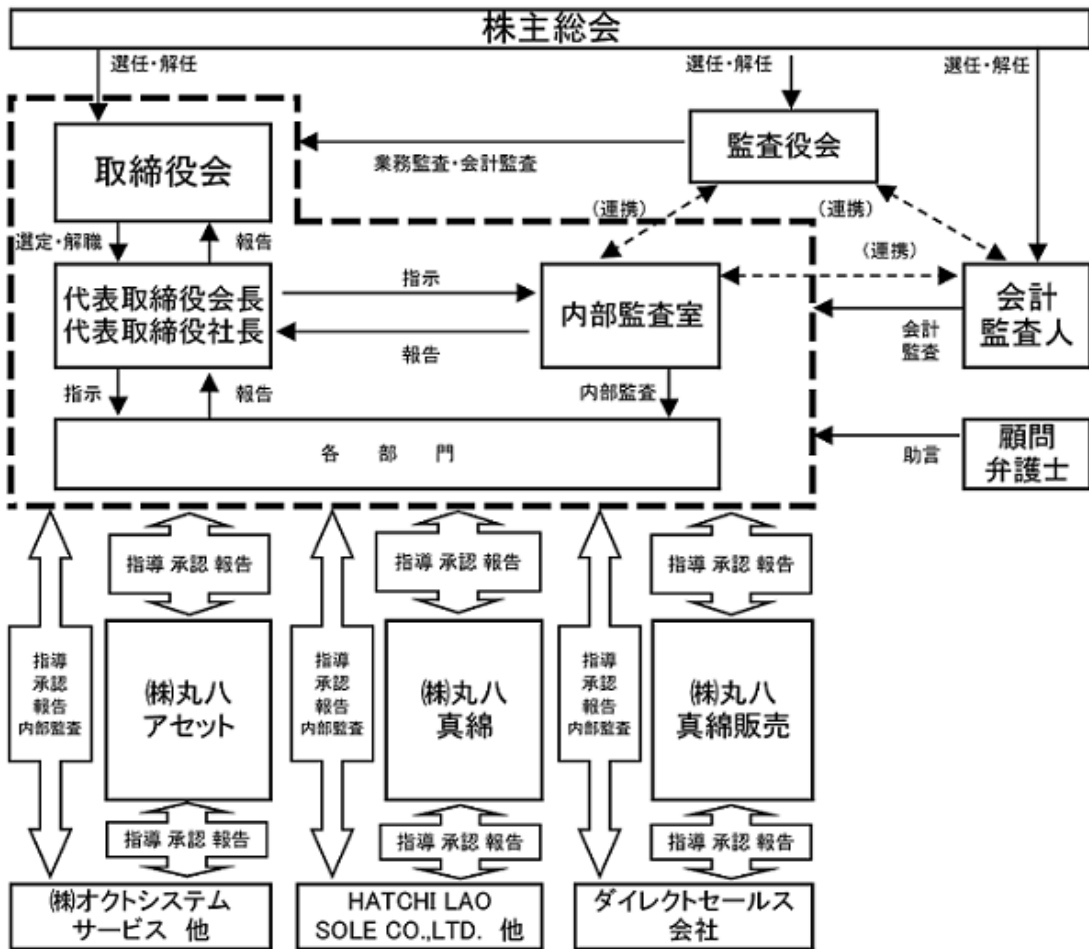 株主総会
選任・解任
選任・解任
選任・解任
取締役会
監査役会
業務監査・会計監査
(連携)
(連携)
(連携)
選定・解職
報告
代表取締役会長
代表取締役社長
指示
報告
内部監査室
会計
監査人
会計
監査
指示
報告
内部監査
各 部 門
助言
顧問
弁護士
指導 承認 報告
指導 承認 報告
指導 承認 報告
指導
承認
報告
内部監査
㈱丸八
アセット
指導
承認
報告
内部監査
㈱丸八
真綿
指導
承認
報告
内部監査
㈱丸八
真綿販売
指導 承認 報告
指導 承認 報告
指導 承認 報告
㈱オクトシステム
サービス 他
HATCHI LAO
SOLE CO.,LTD. 他
ダイレクトセールス
会社